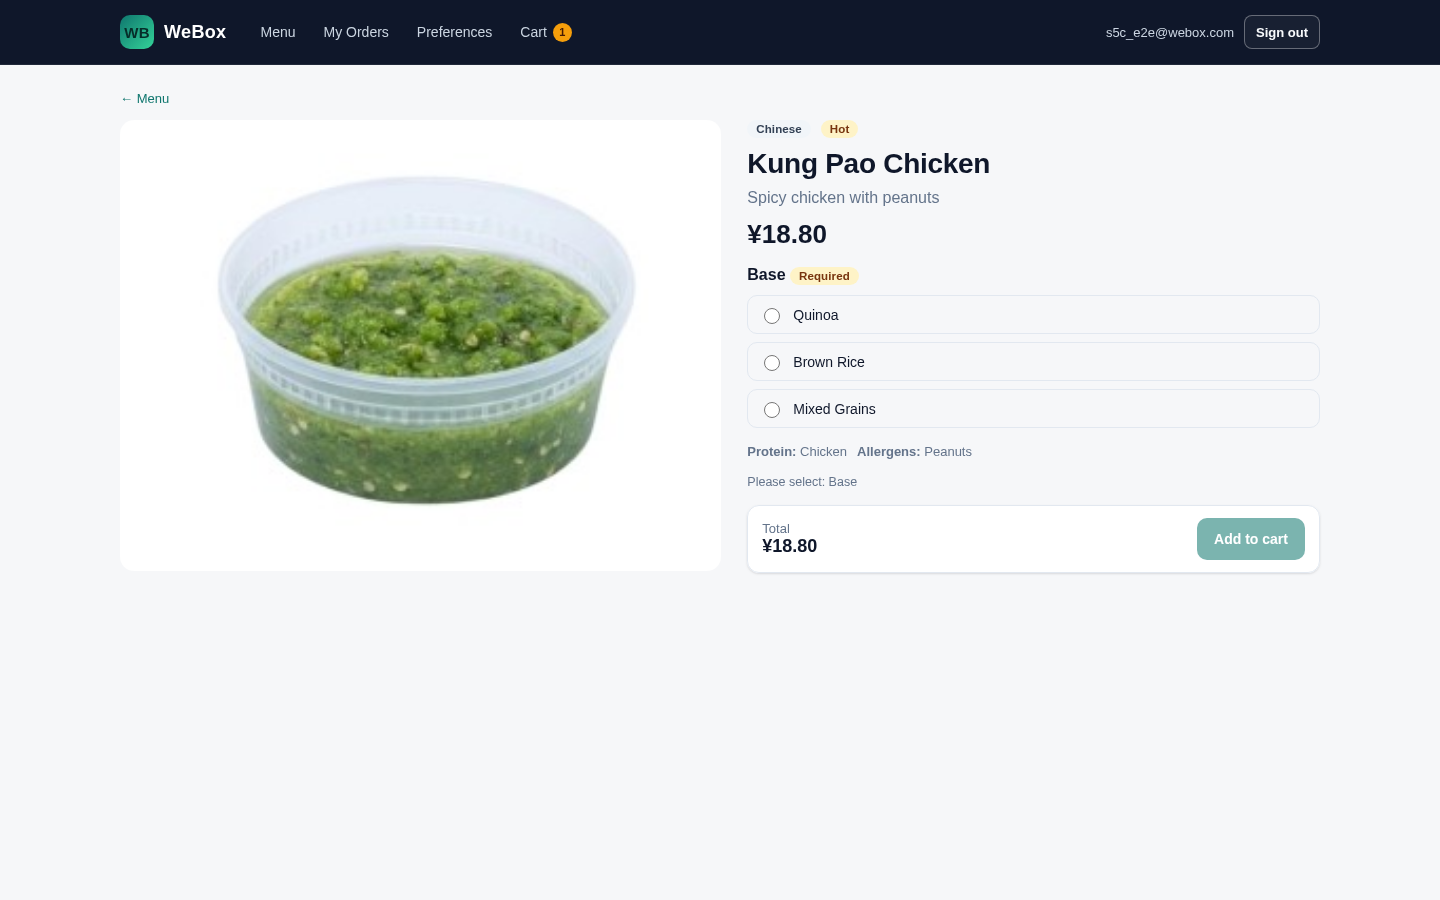 WB WeBox Menu My Orders Preferences Cart 1 s5c_e2e@webox.com Sign out
← Menu
Chinese Hot
Kung Pao Chicken
Spicy chicken with peanuts
¥18.80
Base Required
Quinoa
Brown Rice
Mixed Grains
Protein: Chicken Allergens: Peanuts
Please select: Base
Total
¥18.80
Add to cart